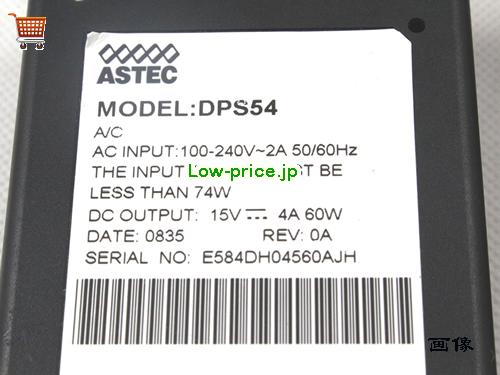 ASTEC
MODEL:DPS54
A/C
AC INPUT:100-240V~2A 50/60Hz
THE INPUT ST BE
Low-price.jp
LESS THAN 74W
DC OUTPUT: 15V ⎓ 4A 60W
DATE: 0835 REV: 0A
SERIAL NO: E584DH04560AJH
画像